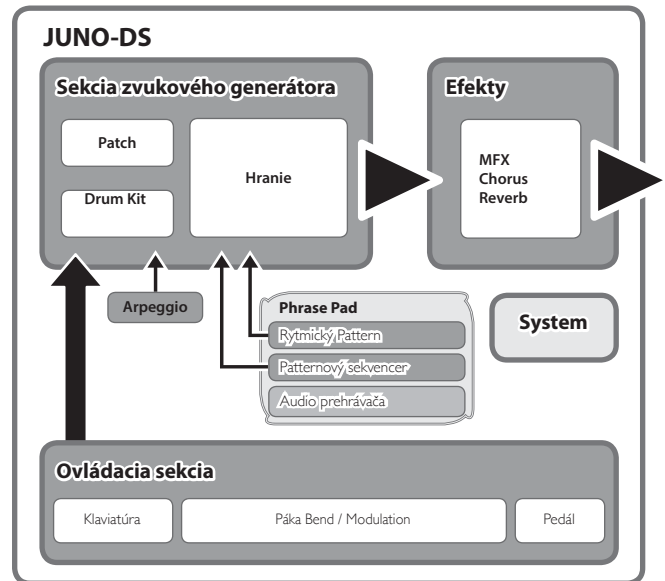 JUNO-DS
Sekcia zvukového generátora
Efekty
Patch
Drum Kit
Hranie
MFX
Chorus
Reverb
Arpeggio
Phrase Pad
Rytmický Pattern
Patternový sekvencer
Audio prehrávača
System
Ovládacia sekcia
Klaviatúra
Páka Bend / Modulation
Pedál